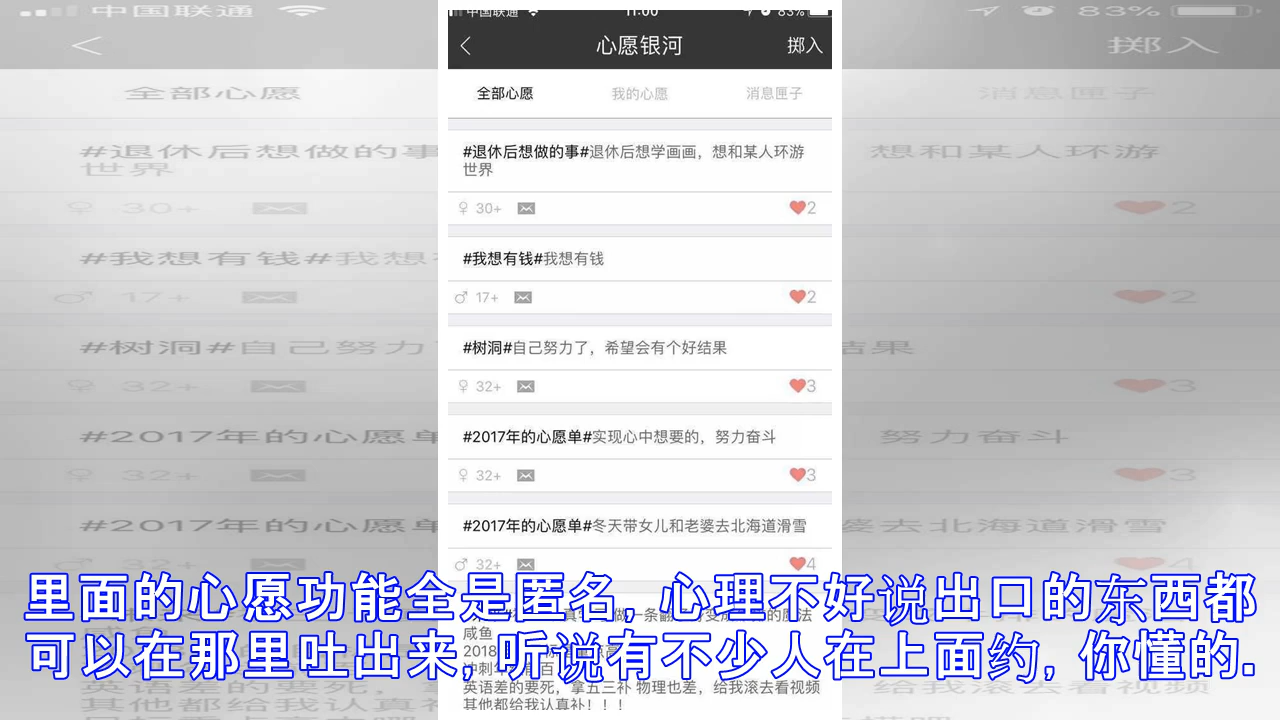 中国联通 11:00 83%
心愿银河 掷入
全部心愿 我的心愿 消息匣子
#退休后想做的事#退休后想学画画，想和某人环游
世界
30+ 2
#我想有钱#我想有钱
17+ 2
#树洞#自己努力了，希望会有个好结果
32+ 3
#2017年的心愿单#实现心中想要的，努力奋斗
32+ 3
#2017年的心愿单#冬天带女儿和老婆去北海道滑雪
32+ 4
里面的心愿功能全是匿名, 心理不好说出口的东西都
可以在那里吐出来, 听说有不少人在上面约, 你懂的.
咸鱼
2018
英语差的要死，拿五三补 物理也差，给我滚去看视频
其他都给我认真补！！！